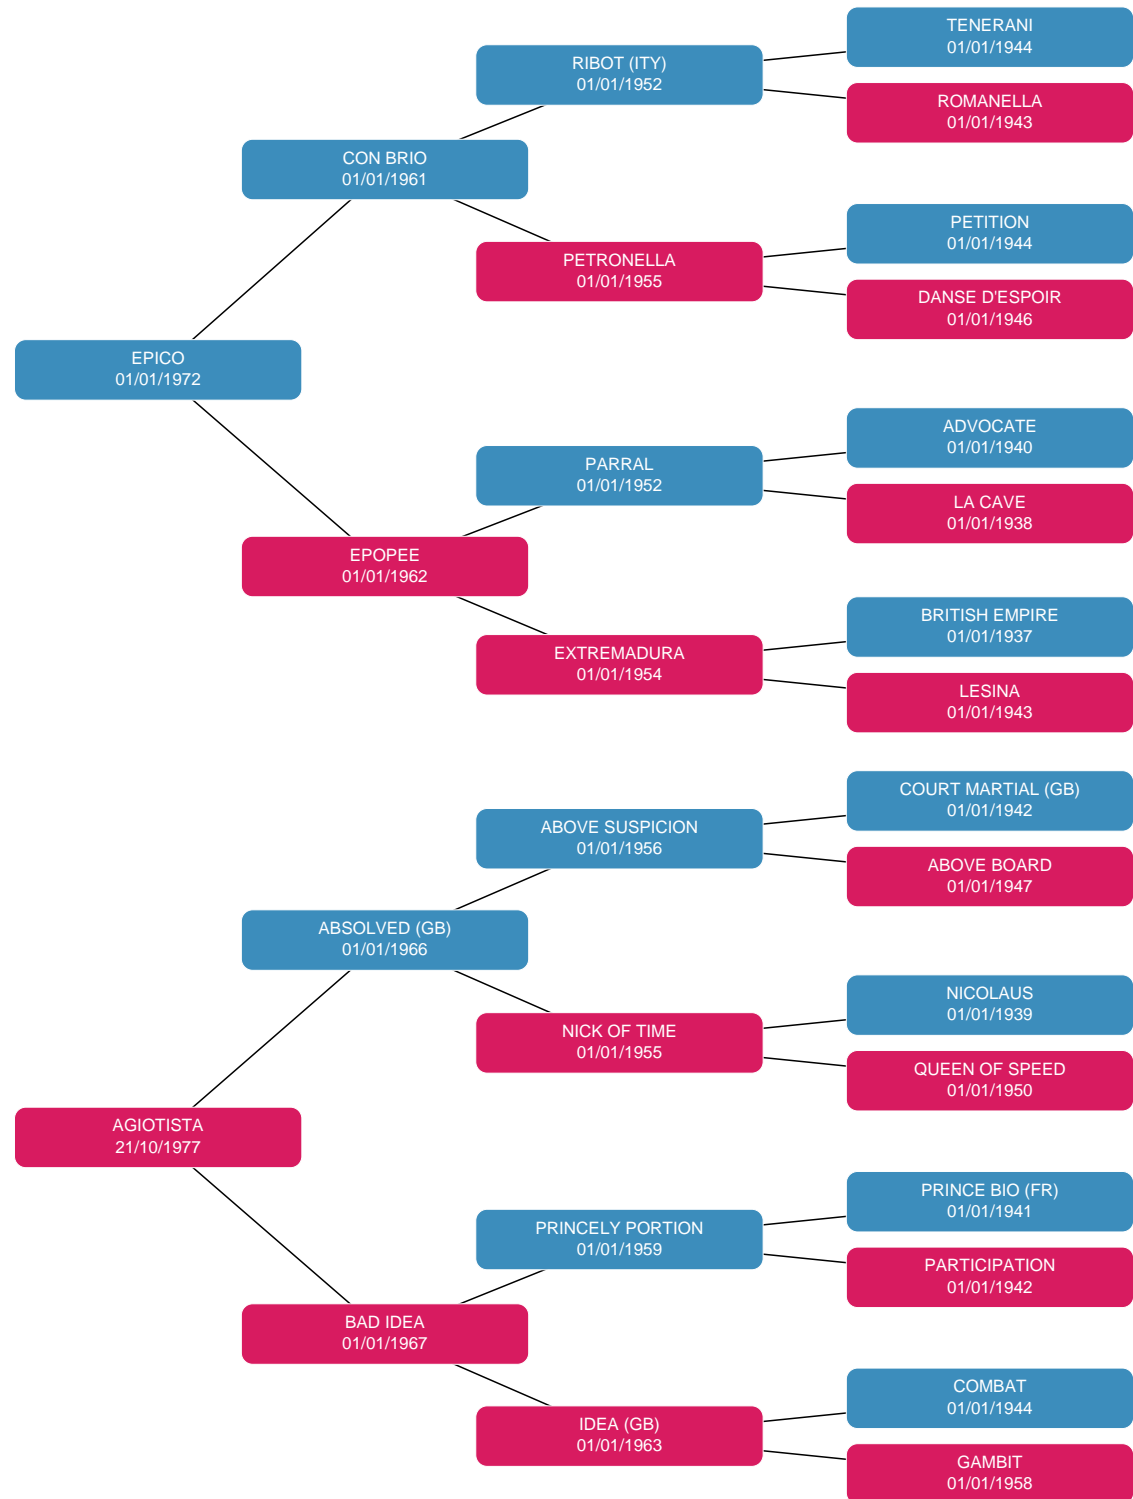 TENERANI
01/01/1944
RIBOT (ITY)
01/01/1952
ROMANELLA
01/01/1943
CON BRIO
01/01/1961
PETITION
01/01/1944
PETRONELLA
01/01/1955
DANSE D'ESPOIR
01/01/1946
EPICO
01/01/1972
ADVOCATE
01/01/1940
PARRAL
01/01/1952
LA CAVE
01/01/1938
EPOPEE
01/01/1962
BRITISH EMPIRE
01/01/1937
EXTREMADURA
01/01/1954
LESINA
01/01/1943
COURT MARTIAL (GB)
01/01/1942
ABOVE SUSPICION
01/01/1956
ABOVE BOARD
01/01/1947
ABSOLVED (GB)
01/01/1966
NICOLAUS
01/01/1939
NICK OF TIME
01/01/1955
QUEEN OF SPEED
01/01/1950
AGIOTISTA
21/10/1977
PRINCE BIO (FR)
01/01/1941
PRINCELY PORTION
01/01/1959
PARTICIPATION
01/01/1942
BAD IDEA
01/01/1967
COMBAT
01/01/1944
IDEA (GB)
01/01/1963
GAMBIT
01/01/1958